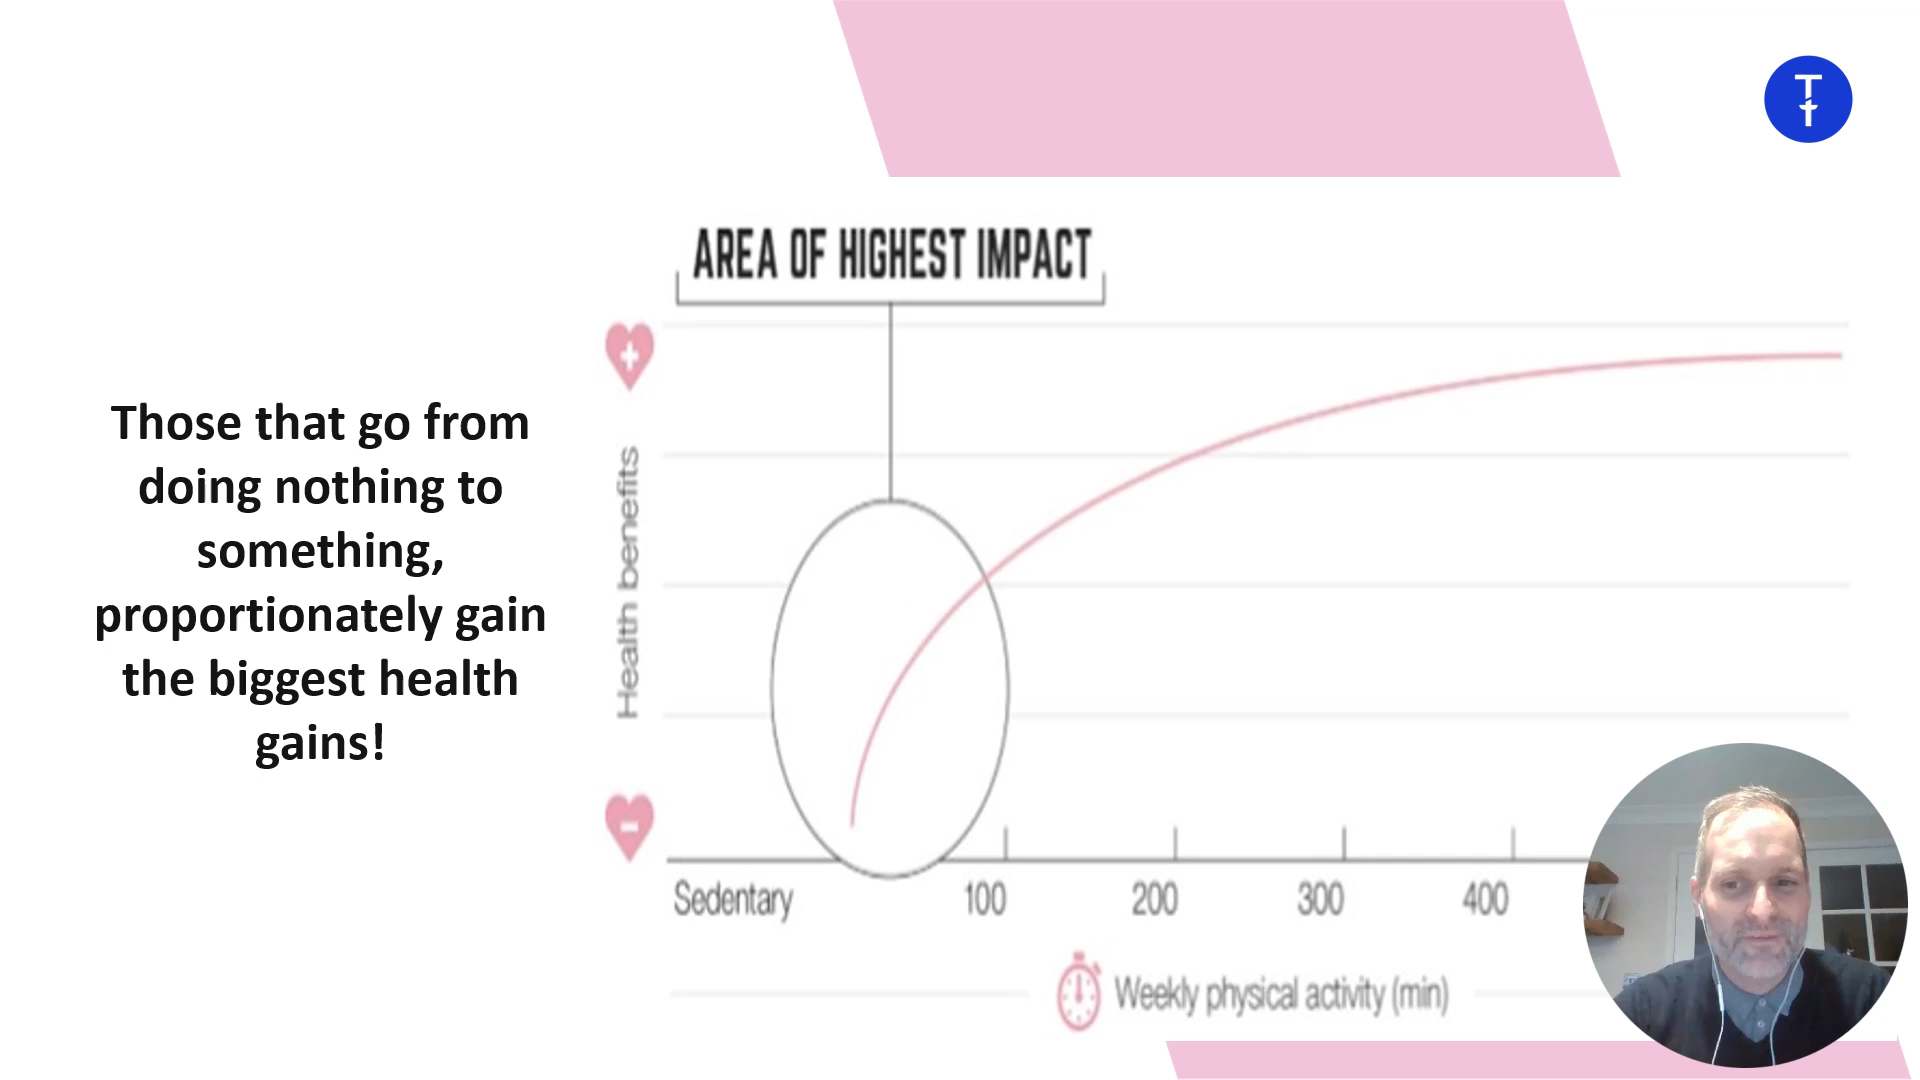 AREA OF HIGHEST IMPACT
Those that go from
doing nothing to
something,
proportionately gain
the biggest health
gains!
Health benefits
Sedentary 100 200 300 400
Weekly physical activity (min)